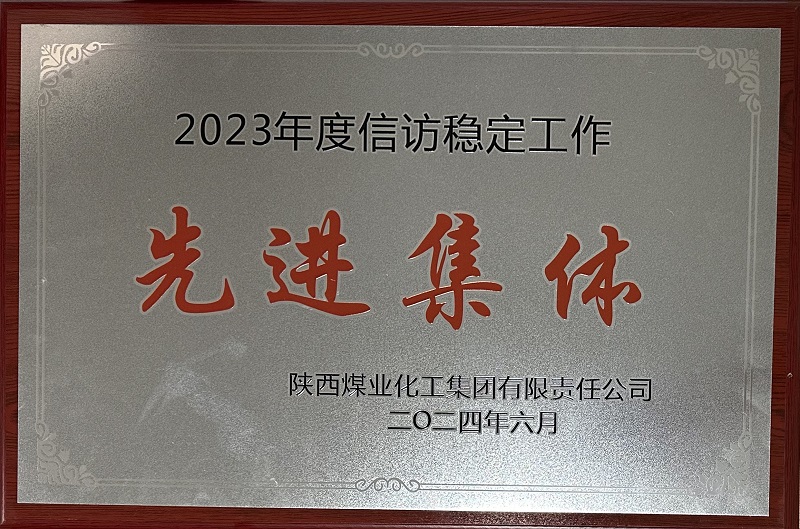 2023年度信访稳定工作
先进集体
陕西煤业化工集团有限责任公司
二〇二四年六月